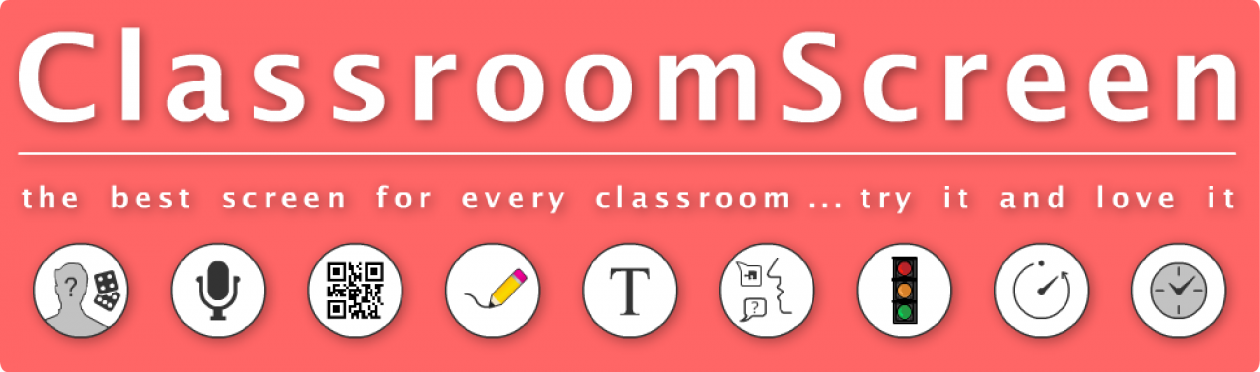 ClassroomScreen
the best screen for every classroom ... try it and love it
? T ?